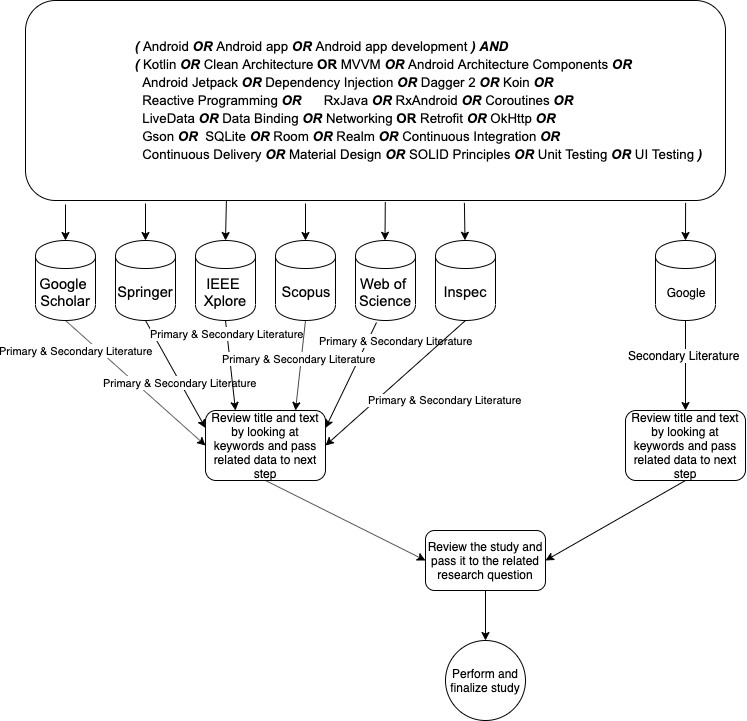 ( Android OR Android app OR Android app development ) AND
( Kotlin OR Clean Architecture OR MVVM OR Android Architecture Components OR
Android Jetpack OR Dependency Injection OR Dagger 2 OR Koin OR
Reactive Programming OR RxJava OR RxAndroid OR Coroutines OR
LiveData OR Data Binding OR Networking OR Retrofit OR OkHttp OR
Gson OR SQLite OR Room OR Realm OR Continuous Integration OR
Continuous Delivery OR Material Design OR SOLID Principles OR Unit Testing OR UI Testing )
Google
Scholar
Springer
IEEE
Xplore
Scopus
Web of
Science
Inspec
Google
Primary & Secondary Literature
Primary & Secondary Literature
Primary & Secondary Literature
Primary & Secondary Literature
Primary & Secondary Literature
Primary & Secondary Literature
Secondary Literature
Review title and text
by looking at
keywords and pass
related data to next
step
Review title and text
by looking at
keywords and pass
related data to next
step
Review the study and
pass it to the related
research question
Perform and
finalize study